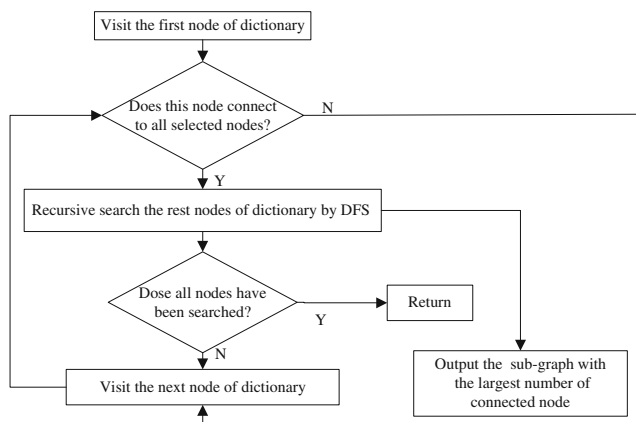 Visit the first node of dictionary
Does this node connect
to all selected nodes?
N
Y
Recursive search the rest nodes of dictionary by DFS
Dose all nodes have
been searched?
Y
Return
N
Visit the next node of dictionary
Output the sub-graph with
the largest number of
connected node